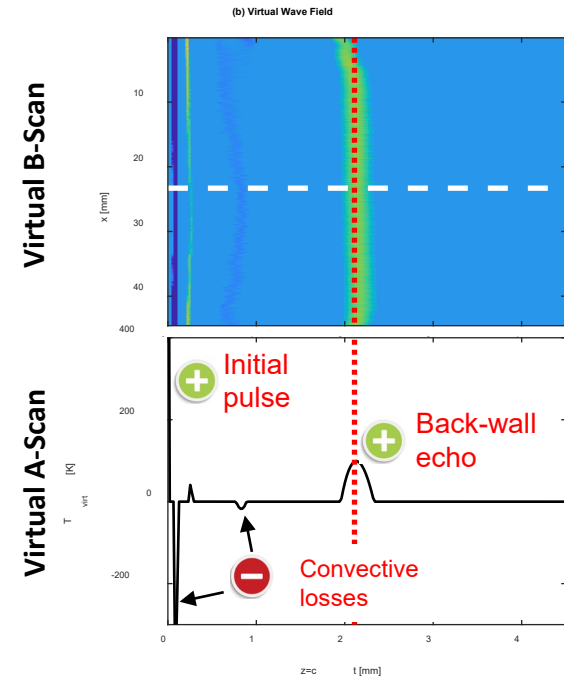 (b) Virtual Wave Field
Virtual B-Scan
x [mm]
10
20
30
40
Virtual A-Scan
T virt [K]
400
200
0
-200
Initial
pulse
Back-wall
echo
Convective
losses
0 1 2 3 4
z=c t [mm]